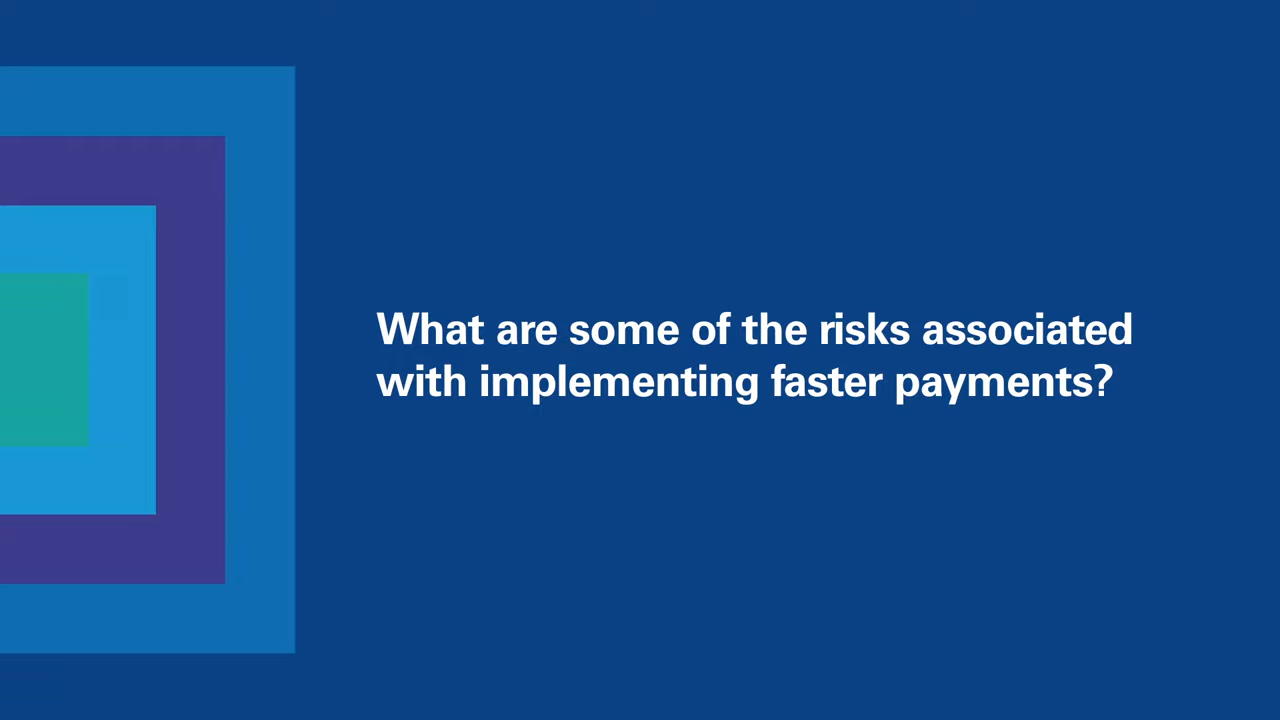 What are some of the risks associated
with implementing faster payments?